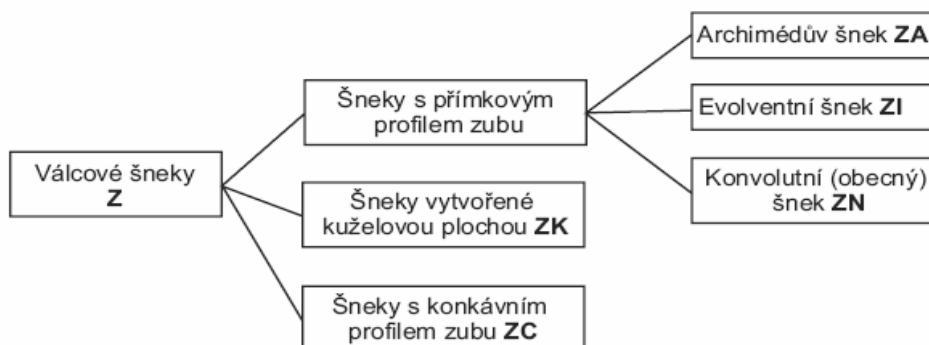 Válcové šneky
Z
Šneky s přímkovým
profilem zubu
Šneky vytvořené
kuželovou plochou ZK
Šneky s konkávním
profilem zubu ZC
Archimédův šnek ZA
Evolventní šnek ZI
Konvolutní (obecný)
šnek ZN